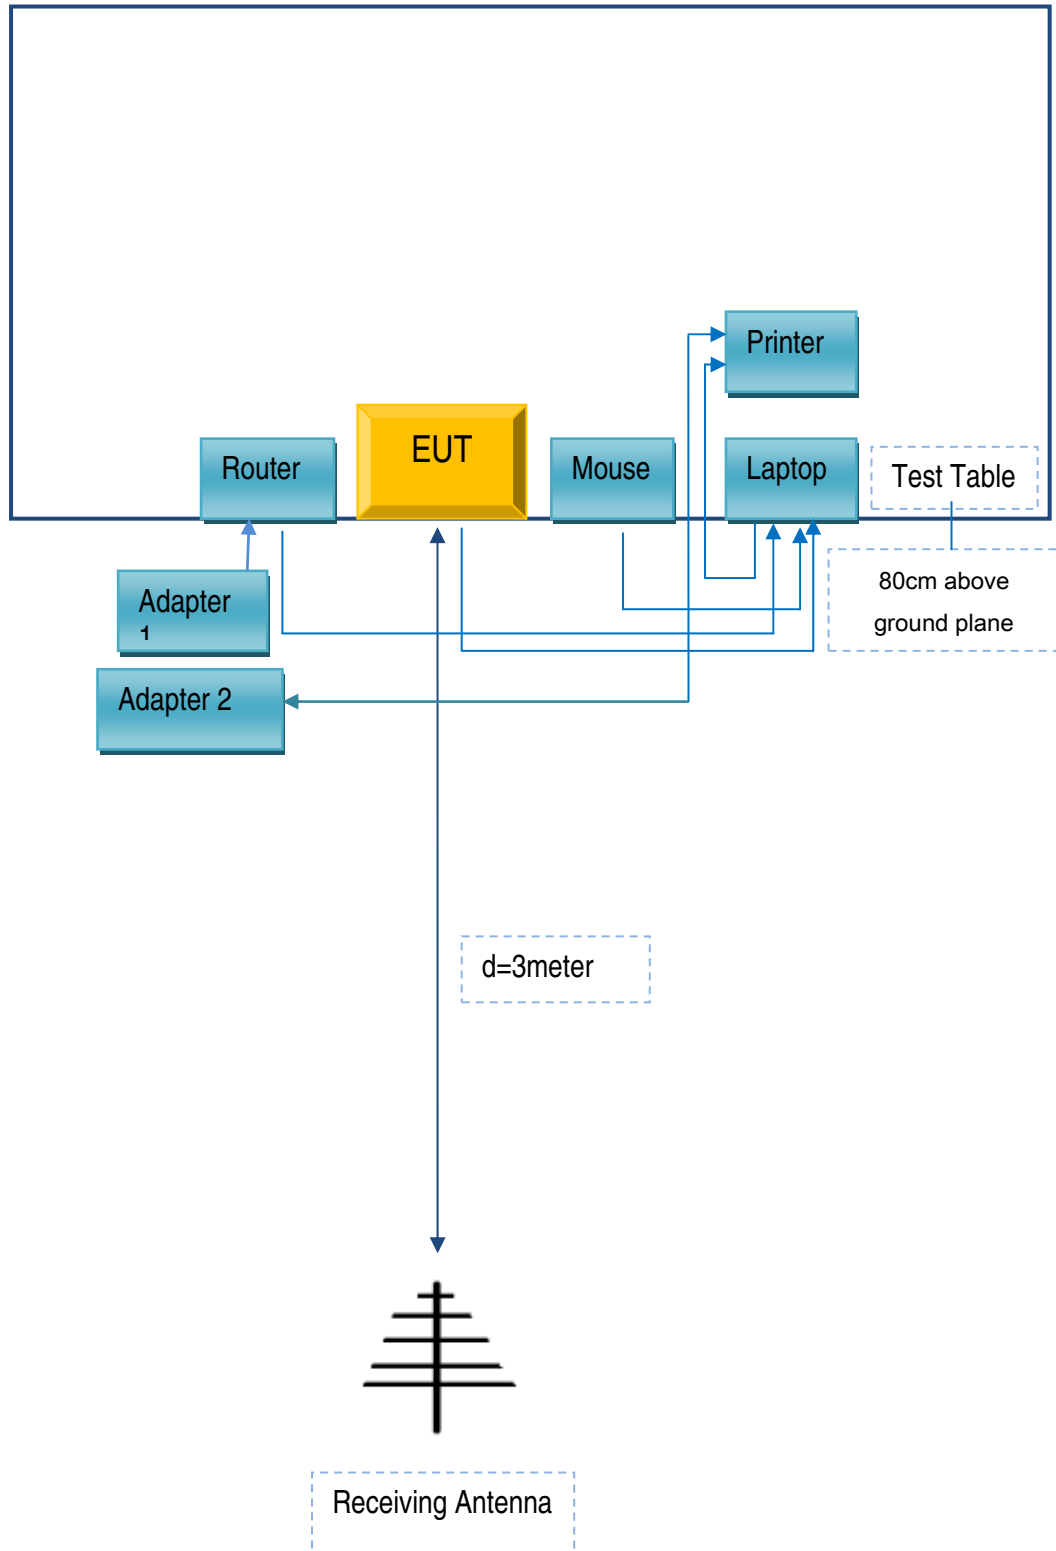 Printer
Router
EUT
Mouse
Laptop
Test Table
80cm above
ground plane
Adapter
1
Adapter 2
d=3meter
Receiving Antenna